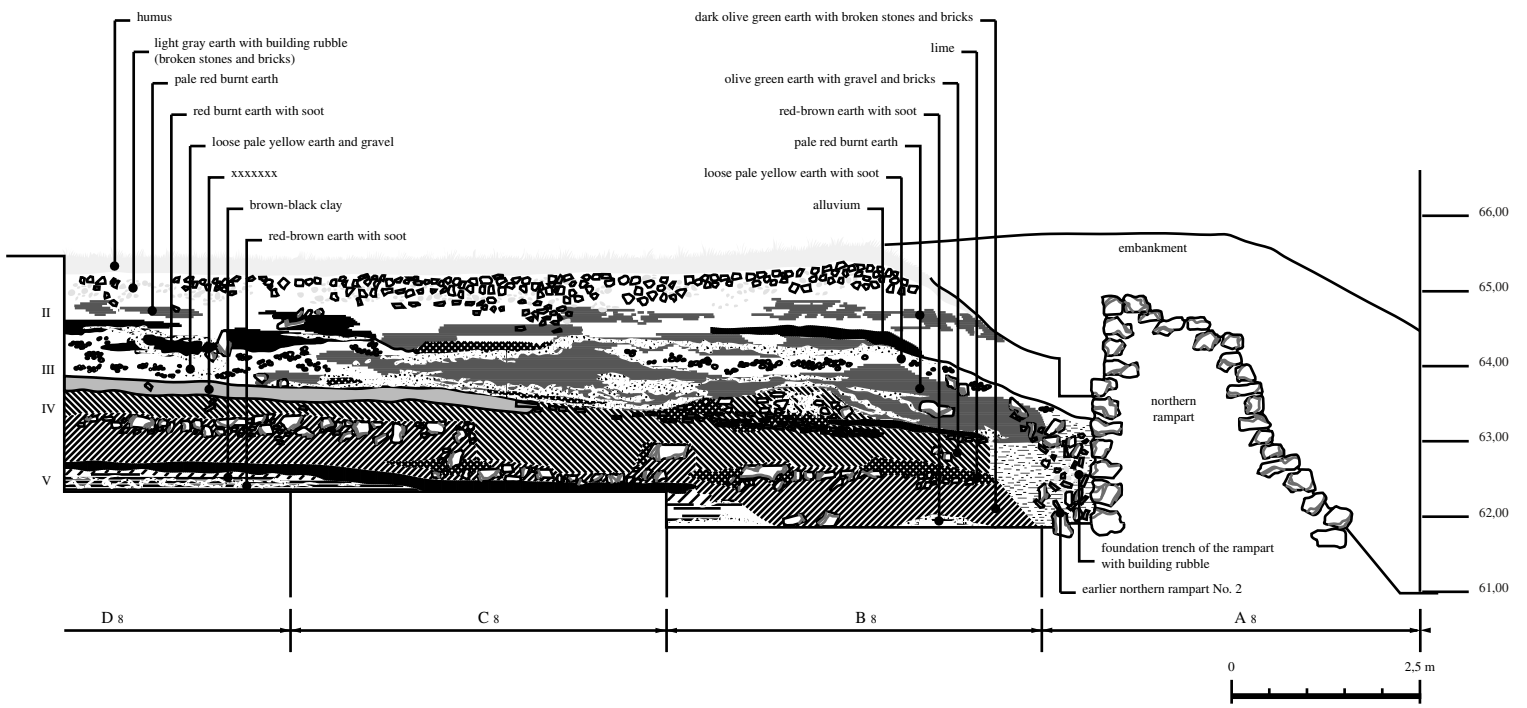 humus
light gray earth with building rubble
(broken stones and bricks)
pale red burnt earth
red burnt earth with soot
loose pale yellow earth and gravel
xxxxxxx
brown-black clay
red-brown earth with soot
dark olive green earth with broken stones and bricks
lime
olive green earth with gravel and bricks
red-brown earth with soot
pale red burnt earth
loose pale yellow earth with soot
alluvium
embankment
northern
rampart
II
III
IV
V
66,00
65,00
64,00
63,00
62,00
61,00
foundation trench of the rampart
with building rubble
earlier northern rampart No. 2
D 8
C 8
B 8
A 8
0
2,5 m